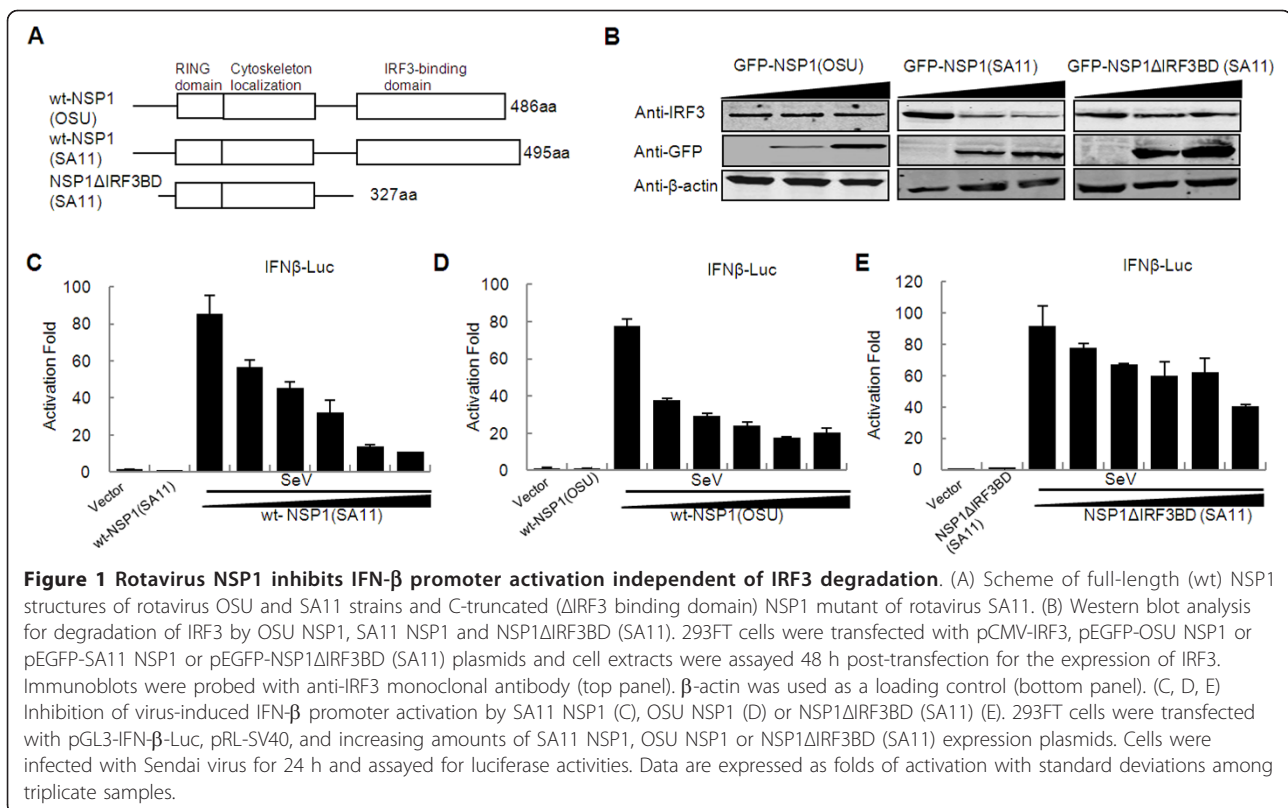 A
RING domain
Cytoskeleton localization
IRF3-binding domain
wt-NSP1 (OSU)
486aa
wt-NSP1 (SA11)
495aa
NSP1ΔIRF3BD (SA11)
327aa
B
GFP-NSP1(OSU)
GFP-NSP1(SA11)
GFP-NSP1ΔIRF3BD (SA11)
Anti-IRF3
Anti-GFP
Anti-β-actin
C
IFNβ-Luc
Activation Fold
100
80
60
40
20
0
Vector
wt-NSP1(SA11)
SeV
wt- NSP1(SA11)
D
IFNβ-Luc
Activation Fold
100
80
60
40
20
0
Vector
wt-NSP1(OSU)
SeV
wt-NSP1(OSU)
E
IFNβ-Luc
Activation Fold
120
100
80
60
40
20
0
Vector
NSP1ΔIRF3BD (SA11)
SeV
NSP1ΔIRF3BD (SA11)
Figure 1 Rotavirus NSP1 inhibits IFN-β promoter activation independent of IRF3 degradation. (A) Scheme of full-length (wt) NSP1
structures of rotavirus OSU and SA11 strains and C-truncated (ΔIRF3 binding domain) NSP1 mutant of rotavirus SA11. (B) Western blot analysis
for degradation of IRF3 by OSU NSP1, SA11 NSP1 and NSP1ΔIRF3BD (SA11). 293FT cells were transfected with pCMV-IRF3, pEGFP-OSU NSP1 or
pEGFP-SA11 NSP1 or pEGFP-NSP1ΔIRF3BD (SA11) plasmids and cell extracts were assayed 48 h post-transfection for the expression of IRF3.
Immunoblots were probed with anti-IRF3 monoclonal antibody (top panel). β-actin was used as a loading control (bottom panel). (C, D, E)
Inhibition of virus-induced IFN-β promoter activation by SA11 NSP1 (C), OSU NSP1 (D) or NSP1ΔIRF3BD (SA11) (E). 293FT cells were transfected
with pGL3-IFN-β-Luc, pRL-SV40, and increasing amounts of SA11 NSP1, OSU NSP1 or NSP1ΔIRF3BD (SA11) expression plasmids. Cells were
infected with Sendai virus for 24 h and assayed for luciferase activities. Data are expressed as folds of activation with standard deviations among
triplicate samples.